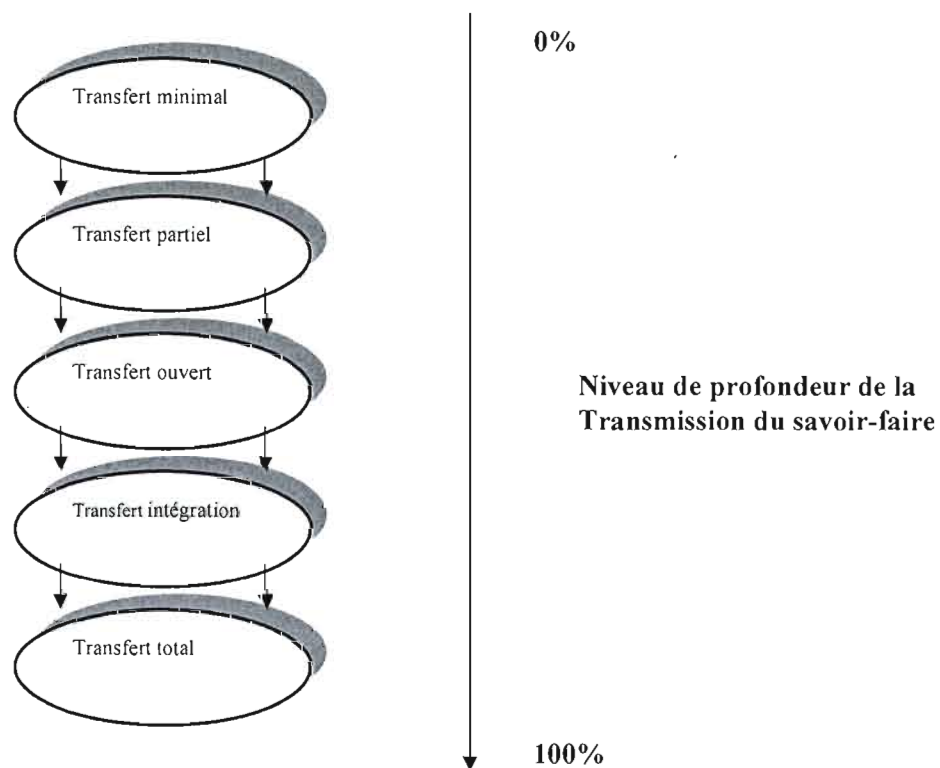 0%
Transfert minimal
Transfert partiel
Transfert ouvert
Niveau de profondeur de la
Transmission du savoir-faire
Transfert intégration
Transfert total
100%